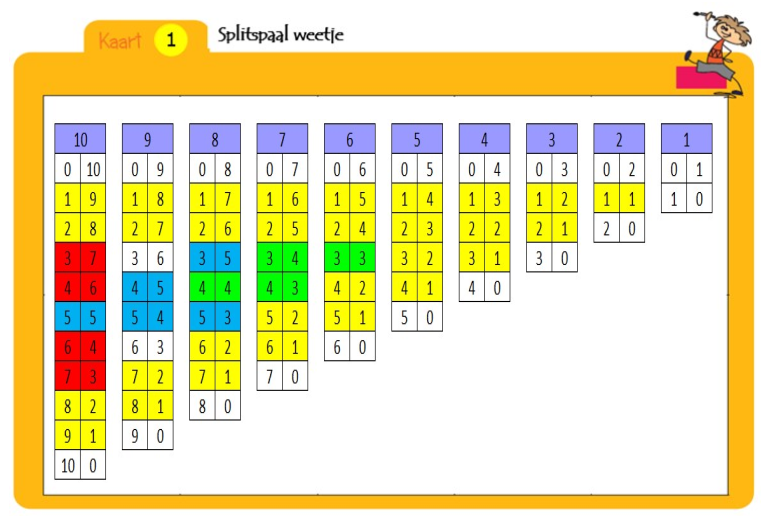 Kaart 1 Splitspaal weetje
10 9 8 7 6 5 4 3 2 1
0 10 0 9 0 8 0 7 0 6 0 5 0 4 0 3 0 2 0 1
1 9 1 8 1 7 1 6 1 5 1 4 1 3 1 2 1 1 1 0
2 8 2 7 2 6 2 5 2 4 2 3 2 2 2 1 2 0
3 7 3 6 3 5 3 4 3 3 3 2 3 1 3 0
4 6 4 5 4 4 4 3 4 2 4 1 4 0
5 5 5 4 5 3 5 2 5 1 5 0
6 4 6 3 6 2 6 1 6 0
7 3 7 2 7 1 7 0
8 2 8 1 8 0
9 1 9 0
10 0